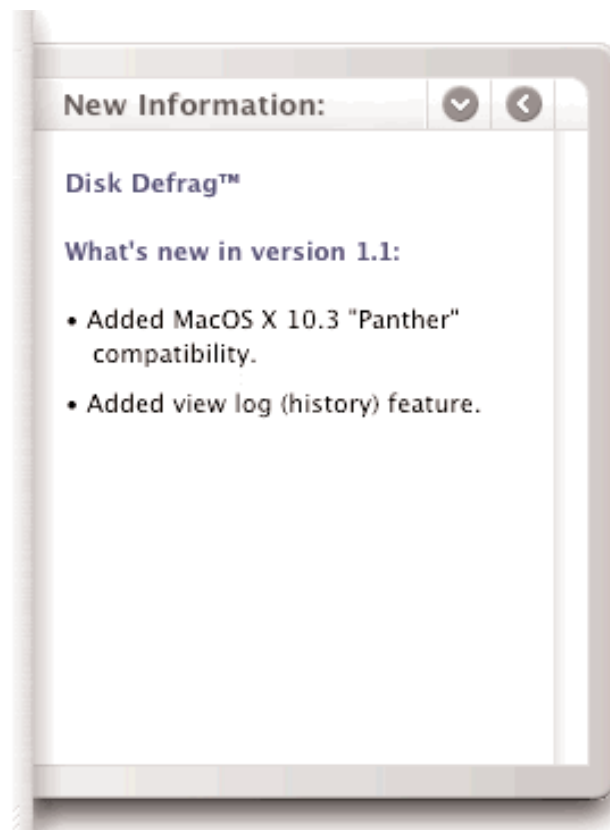 New Information:
Disk Defrag™
What's new in version 1.1:
• Added MacOS X 10.3 "Panther"
compatibility.
• Added view log (history) feature.